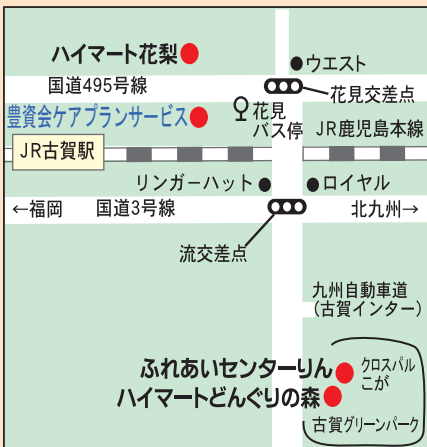 ハイマート花梨
ウエスト
国道495号線
花見交差点
豊資会ケアプランサービス
花見
バス停
JR鹿児島本線
JR古賀駅
リンガーハット
ロイヤル
←福岡
国道3号線
北九州→
流交差点
九州自動車道
(古賀インター)
ふれあいセンターりん
クロスパル
こが
ハイマートどんぐりの森
古賀グリーンパーク